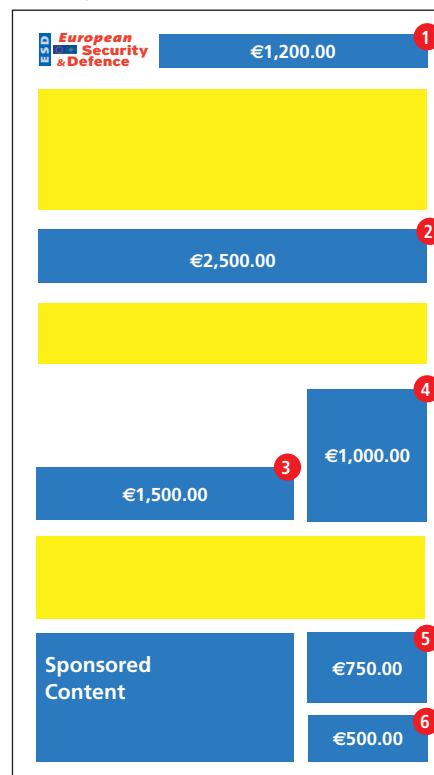 ESD
European
Security
& Defence
€1,200.00
1
€2,500.00
2
€1,000.00
4
€1,500.00
3
Sponsored
Content
€750.00
5
€500.00
6